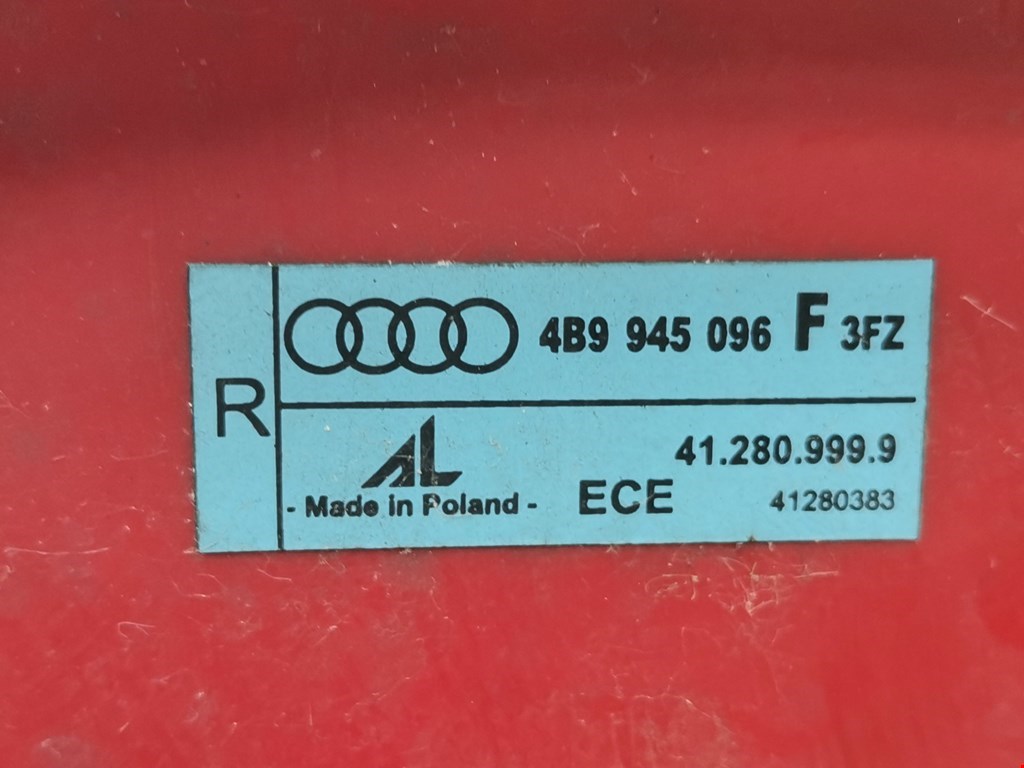 R
4B9 945 096 F 3FZ
AL
41.280.999.9
- Made in Poland - ECE 41280383